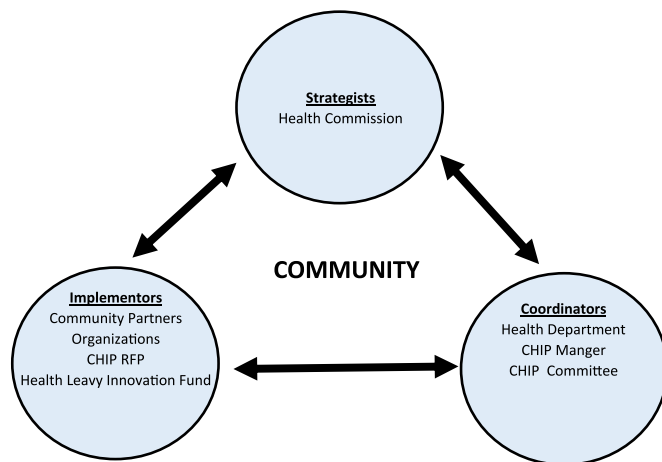 Strategists
Health Commission
COMMUNITY
Implementors
Community Partners
Organizations
CHIP RFP
Health Leavy Innovation Fund
Coordinators
Health Department
CHIP Manger
CHIP Committee